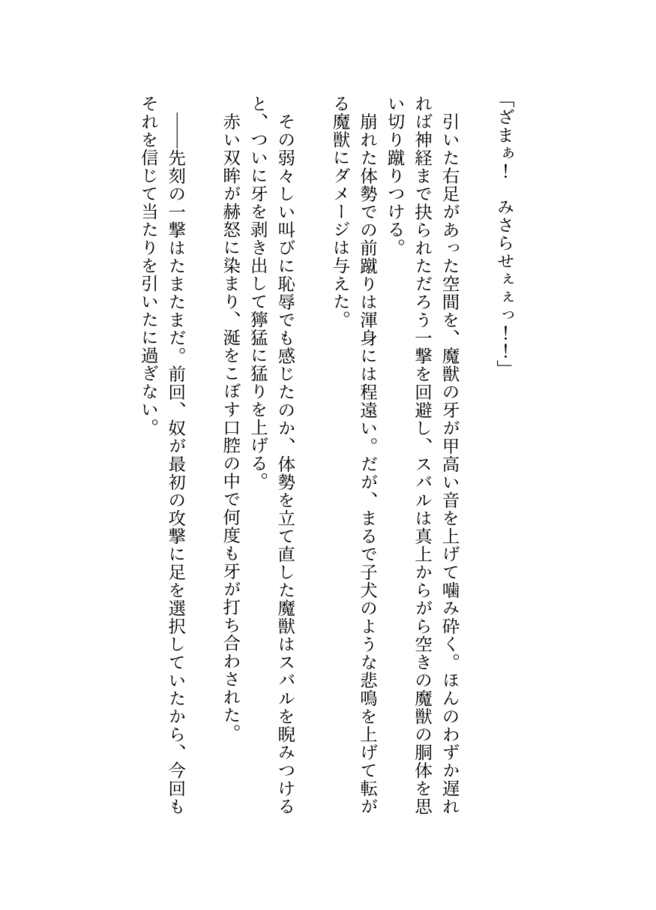 「ざまぁ！　みさらせぇぇっ！！」
　引いた右足があった空間を、魔獣の牙が甲高い音を上げて噛み砕く。ほんのわずか遅れ
れば神経まで抉られただろう一撃を回避し、スバルは真上からがら空きの魔獣の胴体を思
い切り蹴りつける。
　崩れた体勢での前蹴りは渾身には程遠い。だが、まるで子犬のような悲鳴を上げて転が
る魔獣にダメージは与えた。
　その弱々しい叫びに恥辱でも感じたのか、体勢を立て直した魔獣はスバルを睨みつける
と、ついに牙を剥き出して獰猛に猛りを上げる。
　赤い双眸が赫怒に染まり、涎をこぼす口腔の中で何度も牙が打ち合わされた。
　――先刻の一撃はたまたまだ。前回、奴が最初の攻撃に足を選択していたから、今回も
それを信じて当たりを引いたに過ぎない。